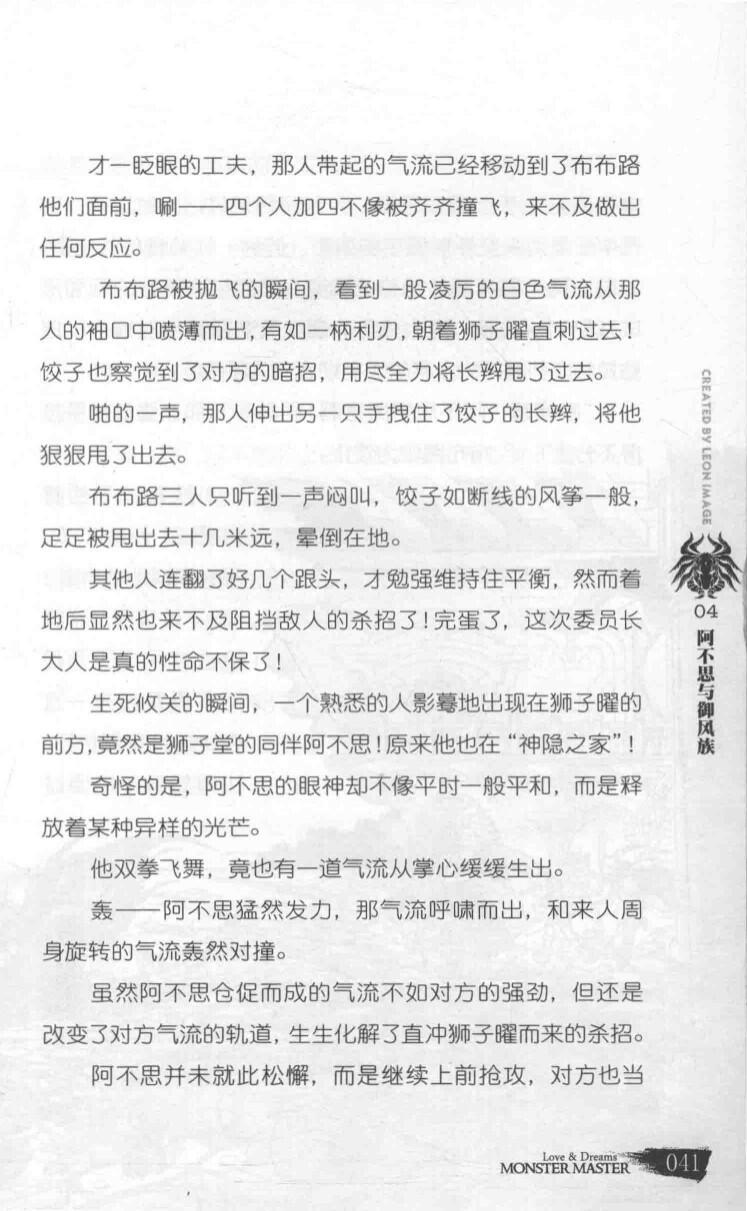 才一眨眼的工夫，那人带起的气流已经移动到了布布路
他们面前，唰——四个人加四不像被齐齐撞飞，来不及做出
任何反应。
布布路被抛飞的瞬间，看到一股凌厉的白色气流从那
人的袖口中喷薄而出，有如一柄利刃，朝着狮子曜直刺过去！
饺子也察觉到了对方的暗招，用尽全力将长辫甩了过去。
啪的一声，那人伸出另一只手拽住了饺子的长辫，将他
狠狠甩了出去。
布布路三人只听到一声闷叫，饺子如断线的风筝一般，
足足被甩出去十几米远，晕倒在地。
其他人连翻了好几个跟头，才勉强维持住平衡，然而着
地后显然也来不及阻挡敌人的杀招了！完蛋了，这次委员长
大人是真的性命不保了！
生死攸关的瞬间，一个熟悉的人影蓦地出现在狮子曜的
前方，竟然是狮子堂的同伴阿不思！原来他也在“神隐之家”！
奇怪的是，阿不思的眼神却不像平时一般平和，而是释
放着某种异样的光芒。
他双拳飞舞，竟也有一道气流从掌心缓缓生出。
轰——阿不思猛然发力，那气流呼啸而出，和来人周
身旋转的气流轰然对撞。
虽然阿不思仓促而成的气流不如对方的强劲，但还是
改变了对方气流的轨道，生生化解了直冲狮子曜而来的杀招。
阿不思并未就此松懈，而是继续上前抢攻，对方也当
CREATED BY LEON IMAGE
04
阿不思与御风族
Love & Dreams
MONSTER MASTER
041